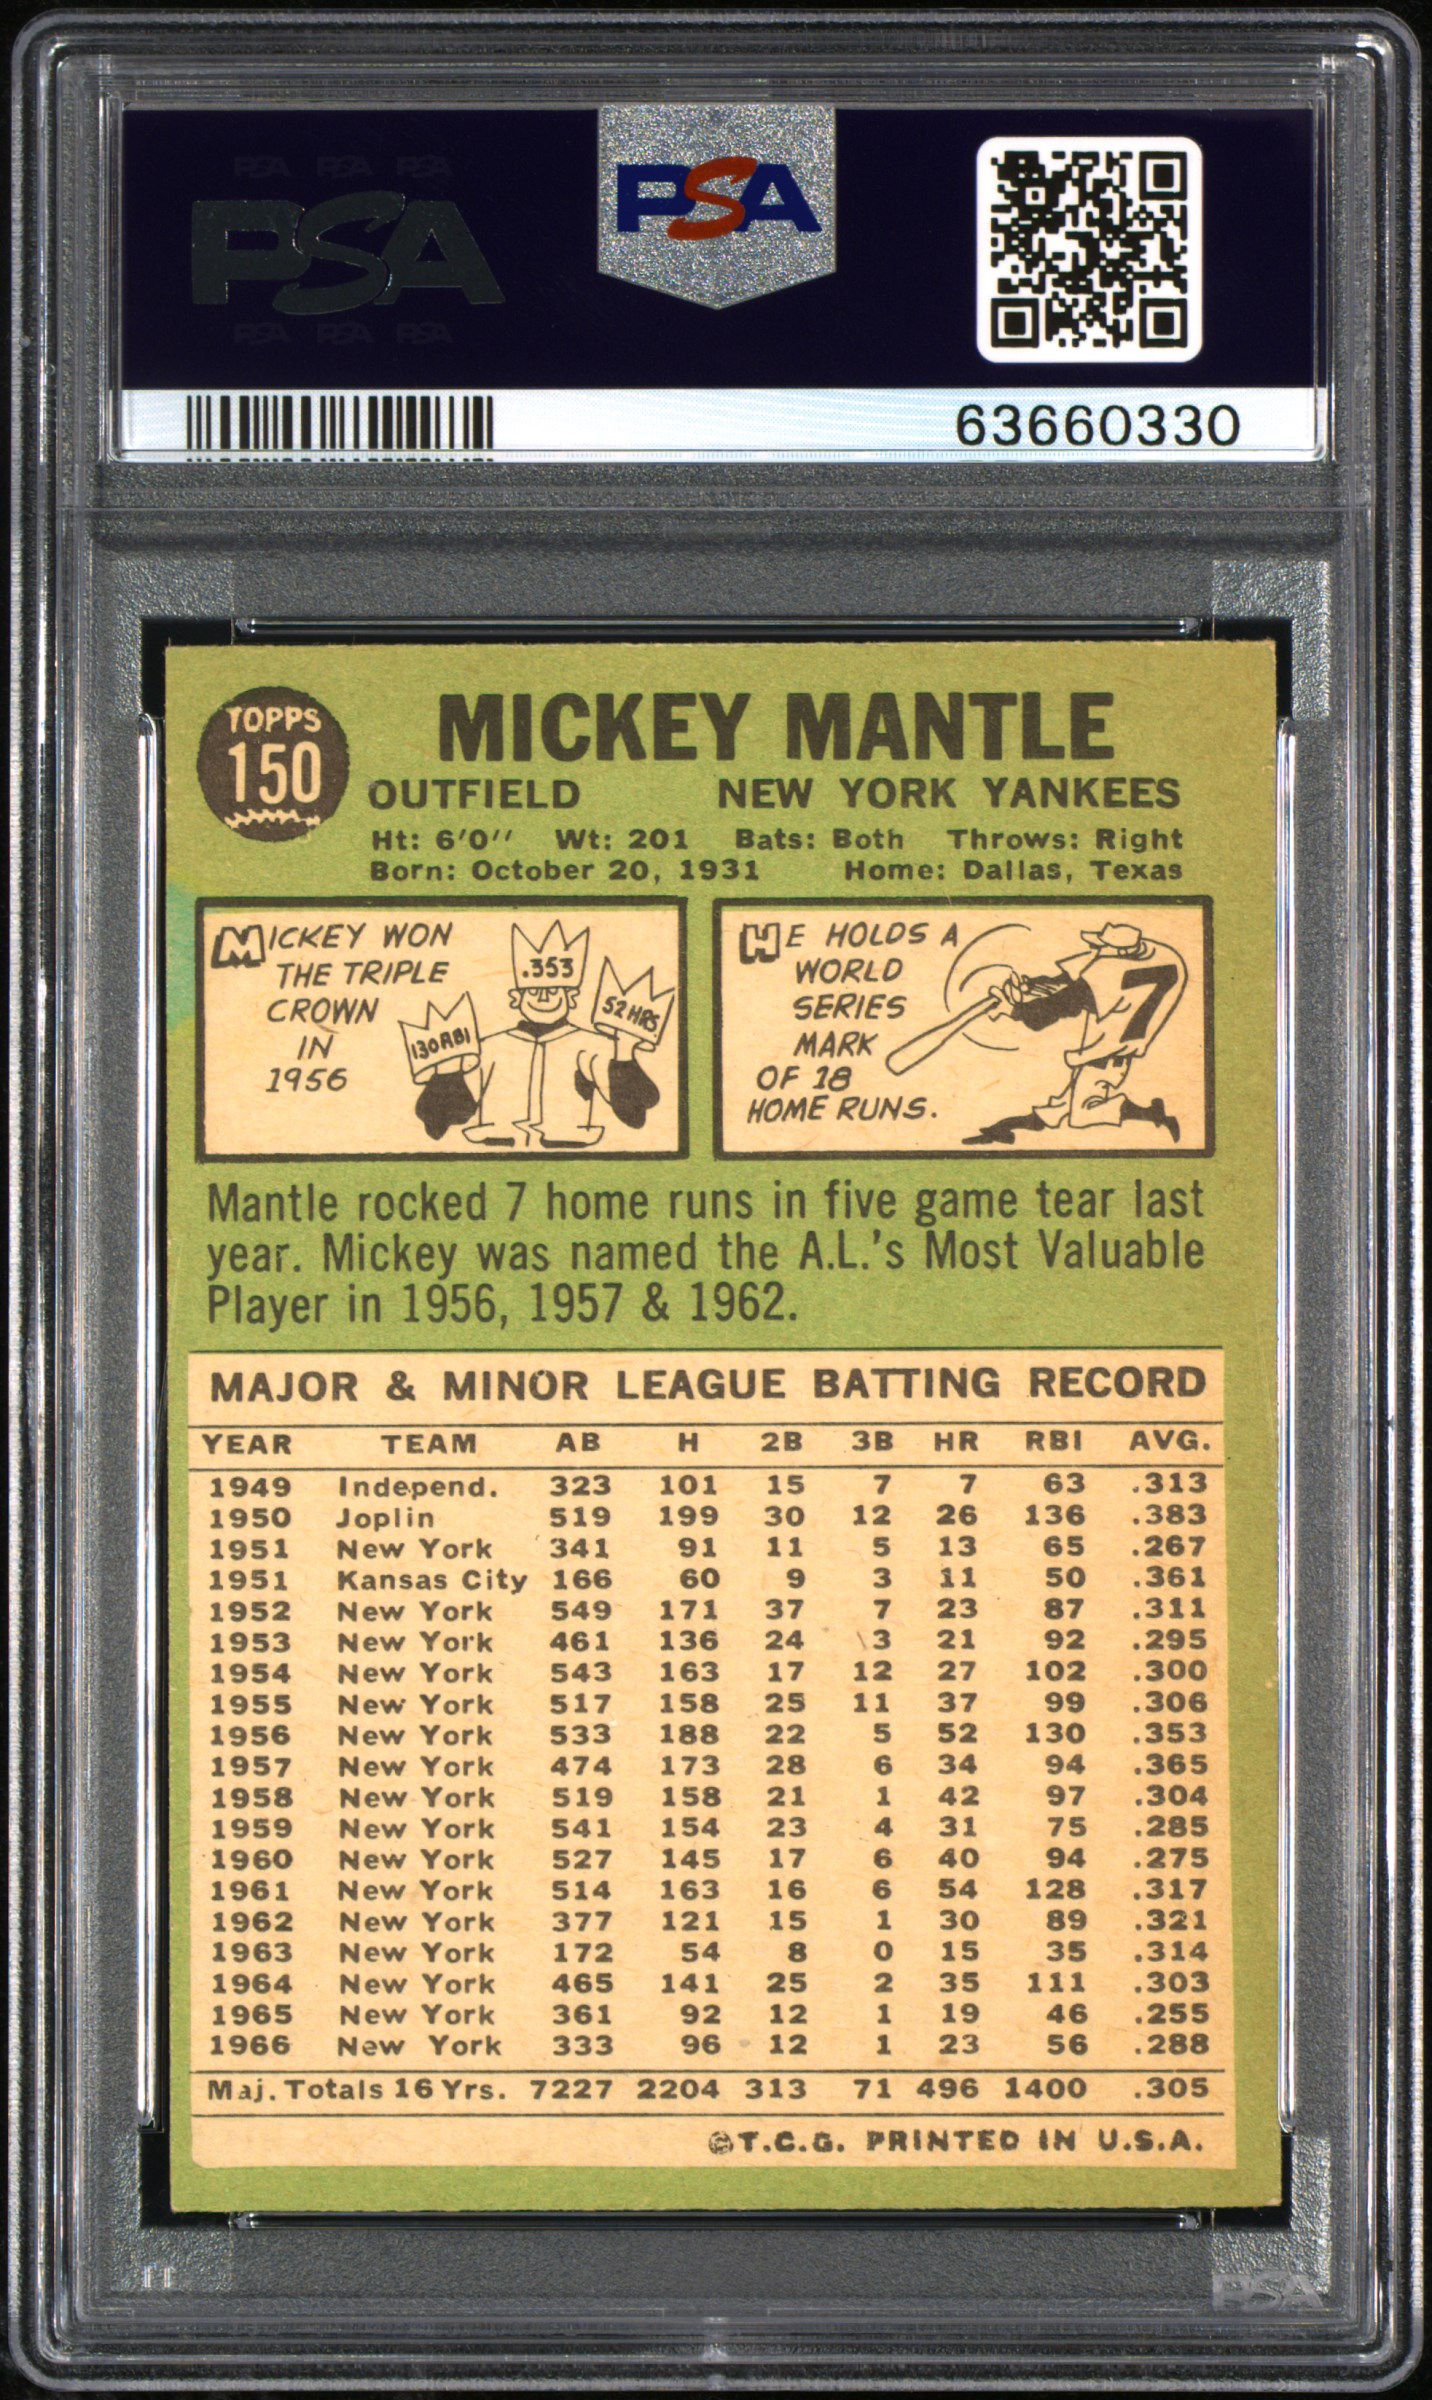 PSA PSA PSA
PSA
PSA PSA PSA
PSA
63660330
TOPPS
150
MICKEY MANTLE
OUTFIELD NEW YORK YANKEES
Ht: 6'0'' Wt: 201 Bats: Both Throws: Right
Born: October 20, 1931 Home: Dallas, Texas
MICKEY WON
THE TRIPLE
CROWN
IN
1956
.353
130 RBI
52 HRS.
HE HOLDS A
WORLD
SERIES
MARK
OF 18
HOME RUNS.
7
Mantle rocked 7 home runs in five game tear last
year. Mickey was named the A.L.'s Most Valuable
Player in 1956, 1957 & 1962.
MAJOR & MINOR LEAGUE BATTING RECORD
YEAR TEAM AB H 2B 3B HR RBI AVG.
1949 Independ. 323 101 15 7 7 63 .313
1950 Joplin 519 199 30 12 26 136 .383
1951 New York 341 91 11 5 13 65 .267
1951 Kansas City 166 60 9 3 11 50 .361
1952 New York 549 171 37 7 23 87 .311
1953 New York 461 136 24 3 21 92 .295
1954 New York 543 163 17 12 27 102 .300
1955 New York 517 158 25 11 37 99 .306
1956 New York 533 188 22 5 52 130 .353
1957 New York 474 173 28 6 34 94 .365
1958 New York 519 158 21 1 42 97 .304
1959 New York 541 154 23 4 31 75 .285
1960 New York 527 145 17 6 40 94 .275
1961 New York 514 163 16 6 54 128 .317
1962 New York 377 121 15 1 30 89 .321
1963 New York 172 54 8 0 15 35 .314
1964 New York 465 141 25 2 35 111 .303
1965 New York 361 92 12 1 19 46 .255
1966 New York 333 96 12 1 23 56 .288
Maj. Totals 16 Yrs. 7227 2204 313 71 496 1400 .305
©T.C.G. PRINTED IN U.S.A.
PSA